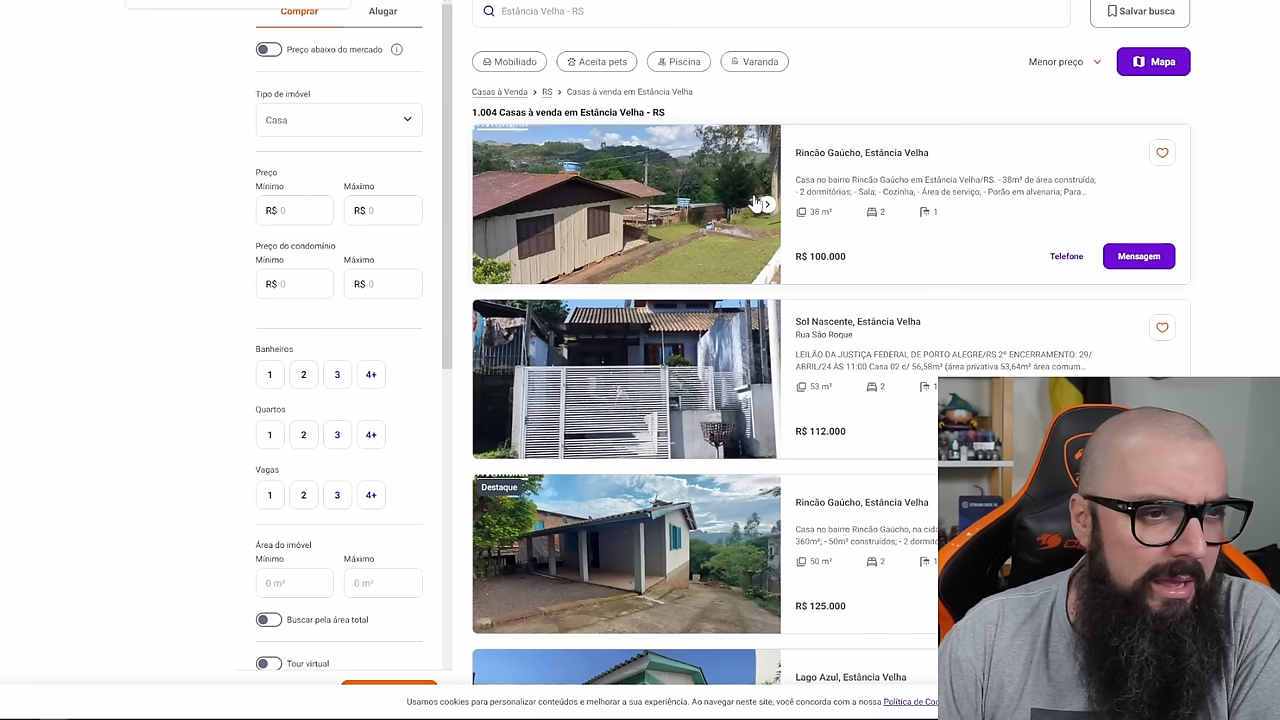 Comprar
Alugar
Preço abaixo do mercado
Tipo de imóvel
Casa
Preço
Mínimo
Máximo
R$ 0
R$ 0
Preço do condomínio
Mínimo
Máximo
R$ 0
R$ 0
Banheiros
1
2
3
4+
Quartos
1
2
3
4+
Vagas
1
2
3
4+
Área do imóvel
Mínimo
Máximo
0 m²
0 m²
Buscar pela área total
Tour virtual
Estância Velha - RS
Salvar busca
Mobiliado
Aceita pets
Piscina
Varanda
Menor preço
Mapa
Casas à Venda > RS > Casas à venda em Estância Velha
1.004 Casas à venda em Estância Velha - RS
Rincão Gaúcho, Estância Velha
Casa no bairro Rincão Gaúcho em Estância Velha/RS. - 38m² de área construída;
- 2 dormitórios; - Sala; - Cozinha; - Área de serviço; - Porão em alvenaria; Para...
38 m²
2
1
R$ 100.000
Telefone
Mensagem
Sol Nascente, Estância Velha
Rua São Roque
LEILÃO DA JUSTIÇA FEDERAL DE PORTO ALEGRE/RS 2º ENCERRAMENTO: 29/
ABRIL/24 ÀS 11:00 Casa 02 c/ 56,58m² (área privativa 53,64m² área comum...
53 m²
2
1
R$ 112.000
Destaque
Rincão Gaúcho, Estância Velha
Casa no bairro Rincão Gaúcho, na cida
360m²; - 50m² construídos; - 2 dormitó
50 m²
2
1
R$ 125.000
Lago Azul, Estância Velha
Usamos cookies para personalizar conteúdos e melhorar a sua experiência. Ao navegar neste site, você concorda com a nossa Política de Coo